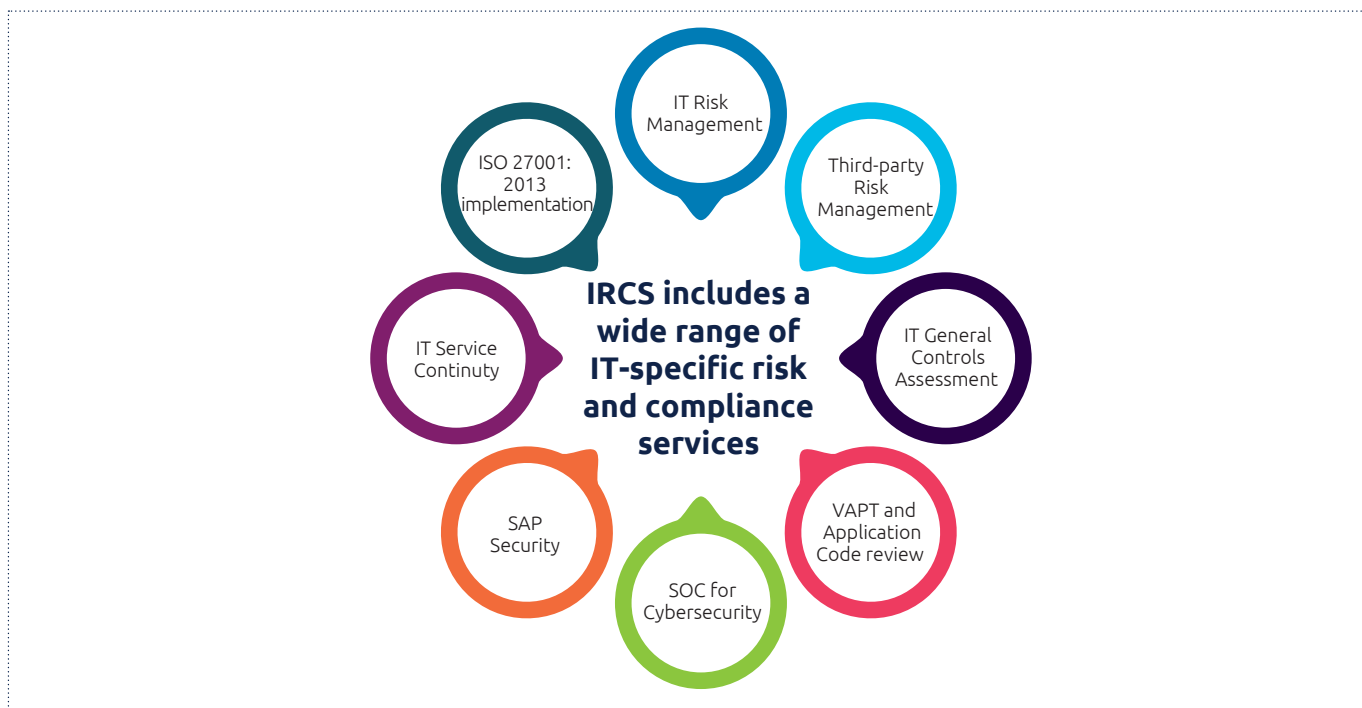 IT Risk
Management
Third-party
Risk
Management
IT General
Controls
Assessment
VAPT and
Application
Code review
SOC for
Cybersecurity
SAP
Security
IT Service
Continuty
ISO 27001:
2013
implementation
IRCS includes a
wide range of
IT-specific risk
and compliance
services